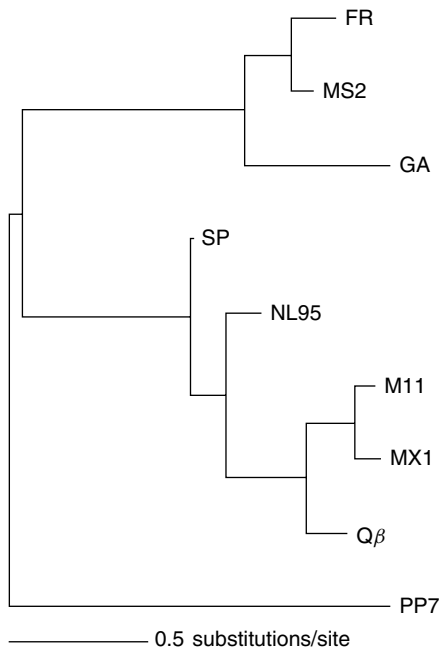 FR
MS2
GA
SP
NL95
M11
MX1
Qβ
PP7
0.5 substitutions/site